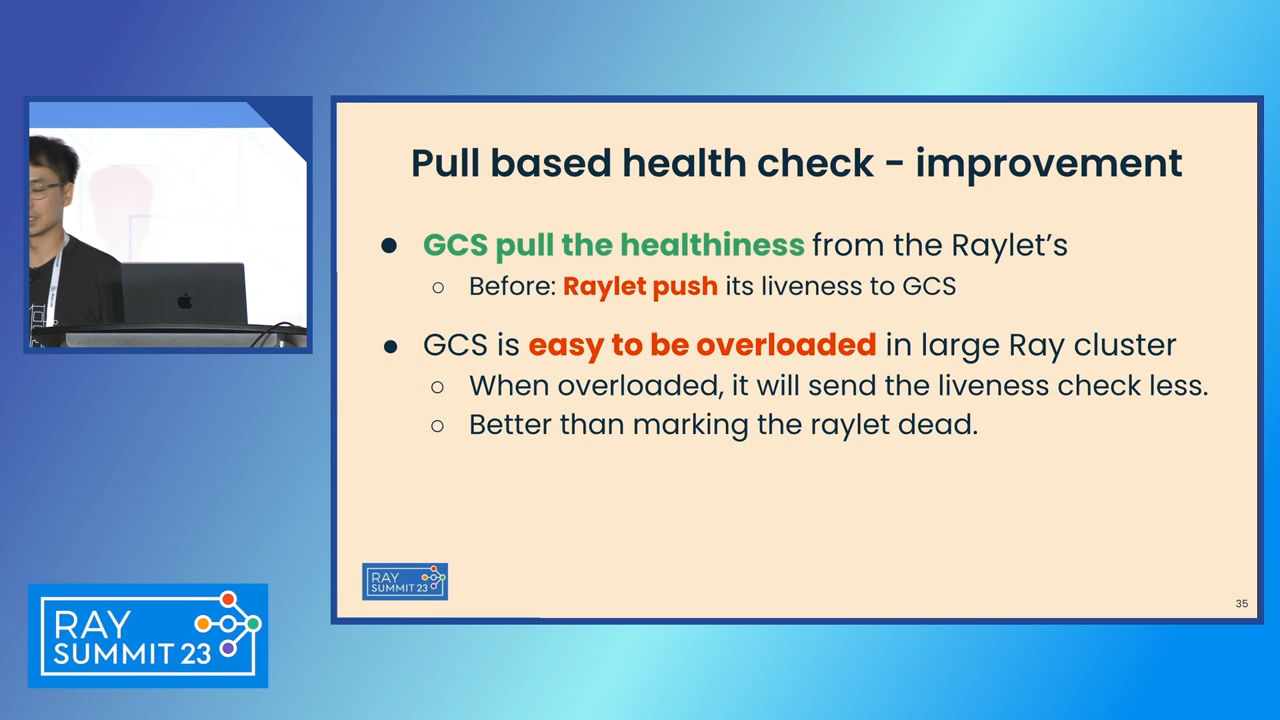 Pull based health check - improvement
● GCS pull the healthiness from the Raylet’s
○ Before: Raylet push its liveness to GCS
● GCS is easy to be overloaded in large Ray cluster
○ When overloaded, it will send the liveness check less.
○ Better than marking the raylet dead.
RAY
SUMMIT 23
35
RAY
SUMMIT 23